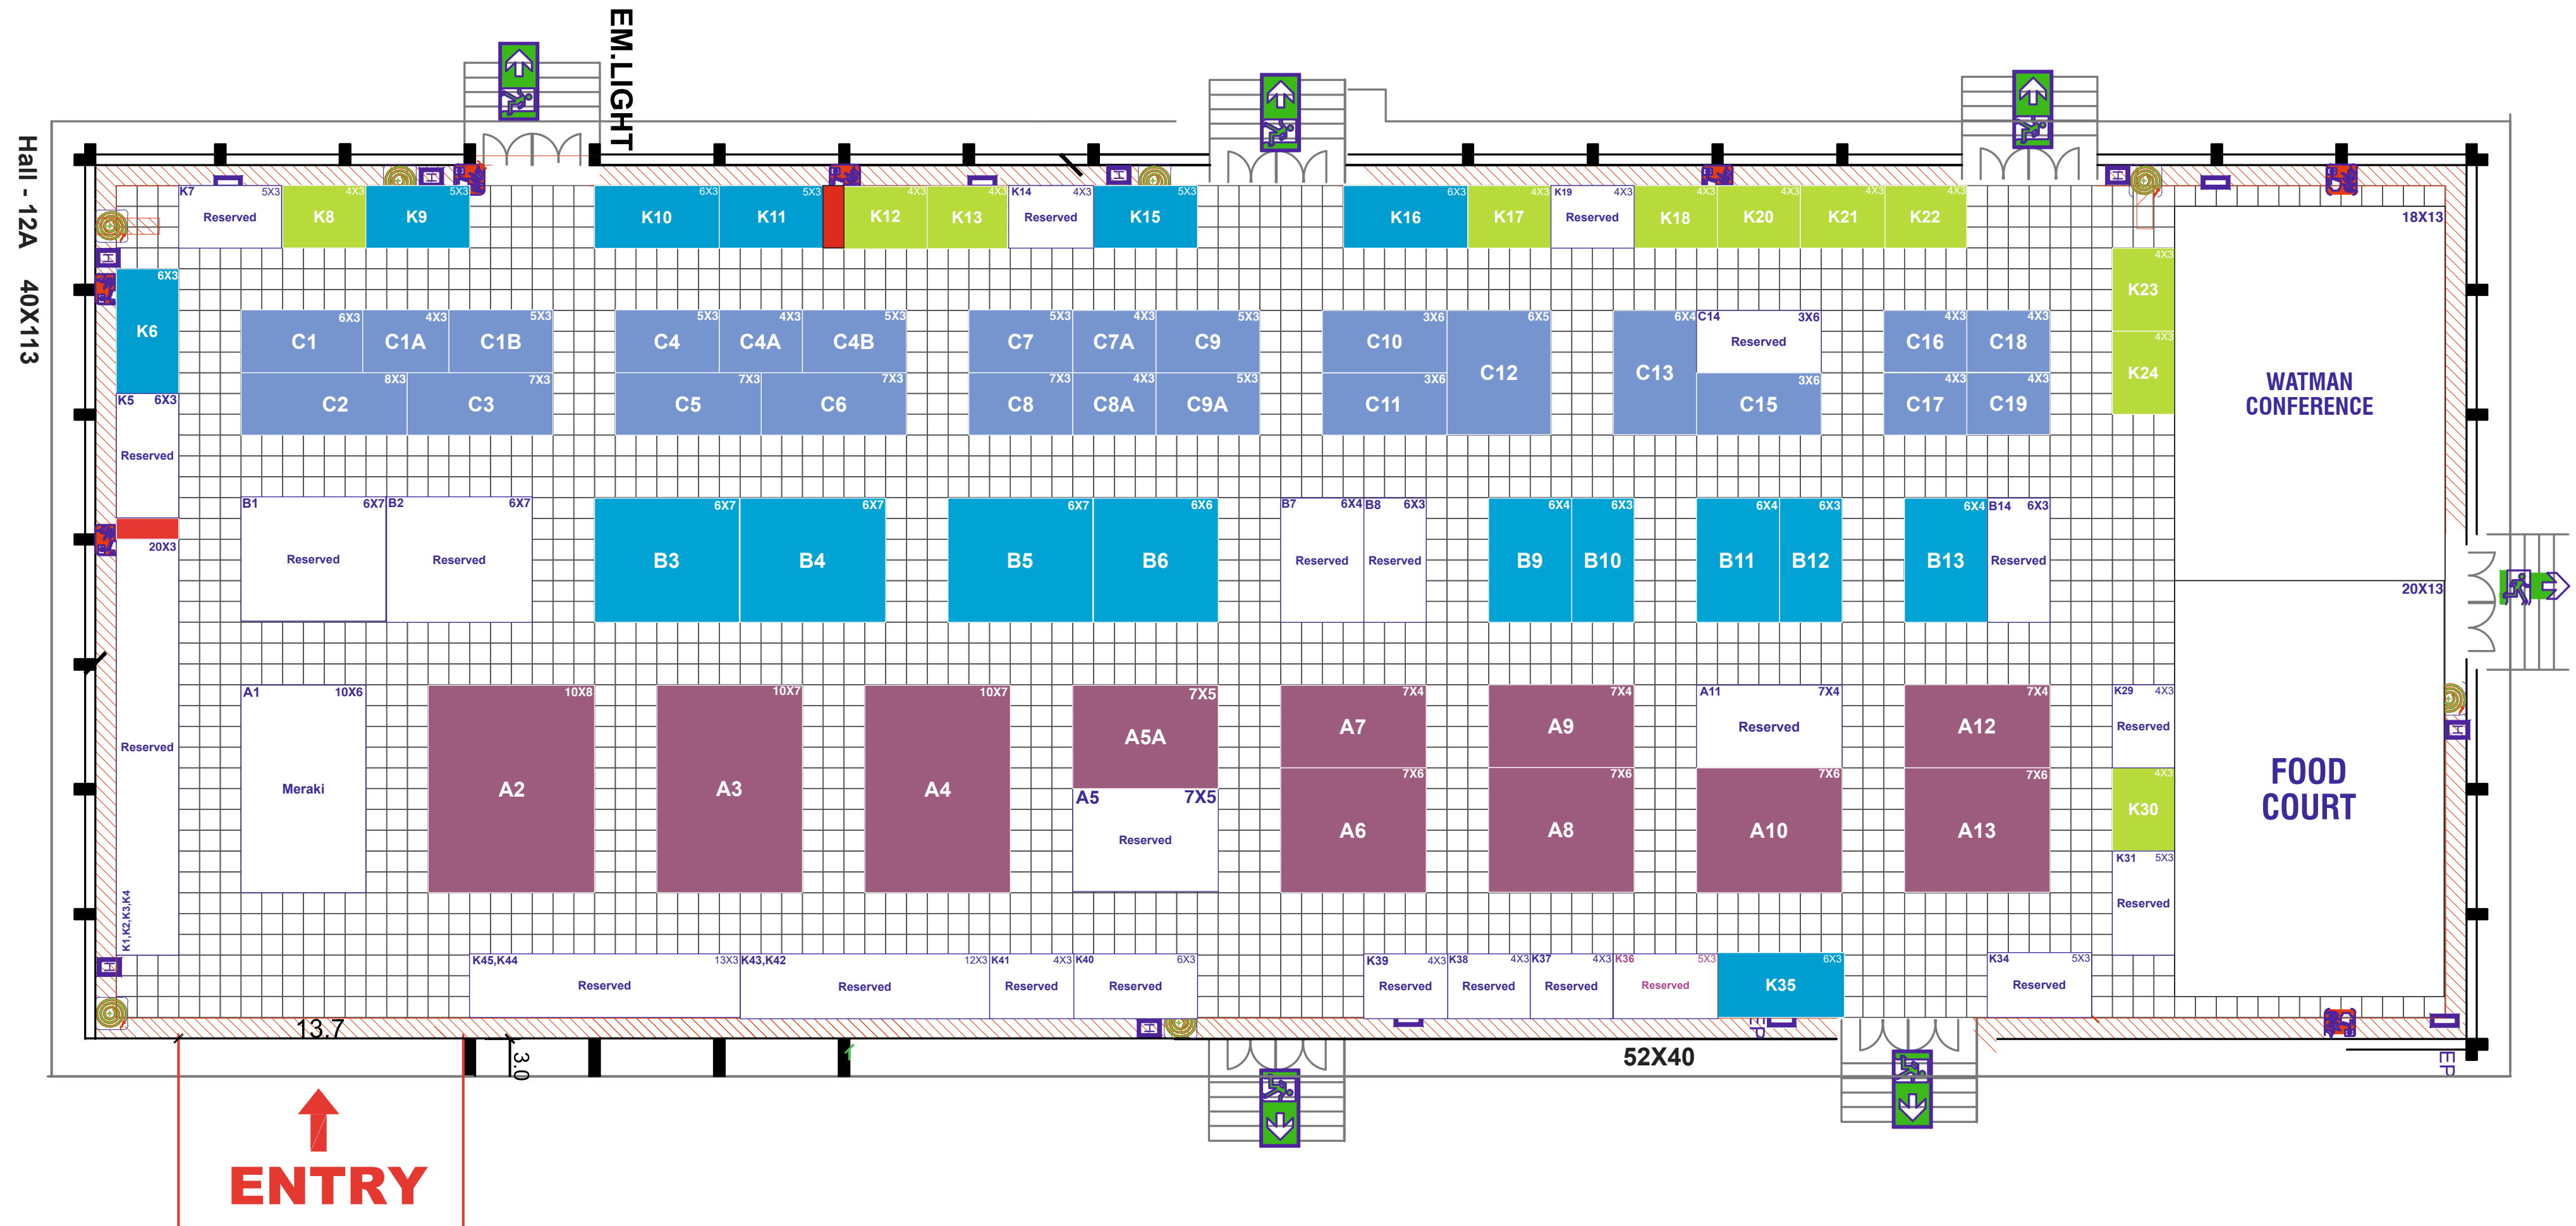 EM.LIGHT
Hall - 12A 40X113
K7 5X3
Reserved
4X3
K8
5X3
K9
6X3
K10
5X3
K11
4X3
K12
4X3
K13
K14 4X3
Reserved
5X3
K15
6X3
K16
4X3
K17
K19 4X3
Reserved
4X3
K18
4X3
K20
4X3
K21
4X3
K22
18X13
WATMAN
CONFERENCE
4X3
K23
4X3
K24
6X3
K6
K5 6X3
Reserved
20X3
Reserved
K1,K2,K3,K4
6X3
C1
4X3
C1A
5X3
C1B
8X3
C2
7X3
C3
5X3
C4
4X3
C4A
5X3
C4B
7X3
C5
7X3
C6
5X3
C7
4X3
C7A
5X3
C9
7X3
C8
4X3
C8A
5X3
C9A
3X6
C10
3X6
C11
6X5
C12
6X4
C13
C14 3X6
Reserved
3X6
C15
4X3
C16
4X3
C18
4X3
C17
4X3
C19
B1 6X7
Reserved
B2 6X7
Reserved
6X7
B3
6X7
B4
6X7
B5
6X6
B6
B7 6X4
Reserved
B8 6X3
Reserved
6X4
B9
6X3
B10
6X4
B11
6X3
B12
6X4
B13
B14 6X3
Reserved
20X13
FOOD
COURT
A1 10X6
Meraki
10X8
A2
10X7
A3
10X7
A4
7X5
A5A
A5 7X5
Reserved
7X4
A7
7X6
A6
7X4
A9
7X6
A8
A11 7X4
Reserved
7X6
A10
7X4
A12
7X6
A13
K29 4X3
Reserved
4X3
K30
K31 5X3
Reserved
K45,K44 13X3
Reserved
K43,K42 12X3
Reserved
K41 4X3
Reserved
K40 6X3
Reserved
K39 4X3
Reserved
K38 4X3
Reserved
K37 4X3
Reserved
K36 5X3
Reserved
6X3
K35
K34 5X3
Reserved
13.7
3.0
52X40
EP
EP
ENTRY